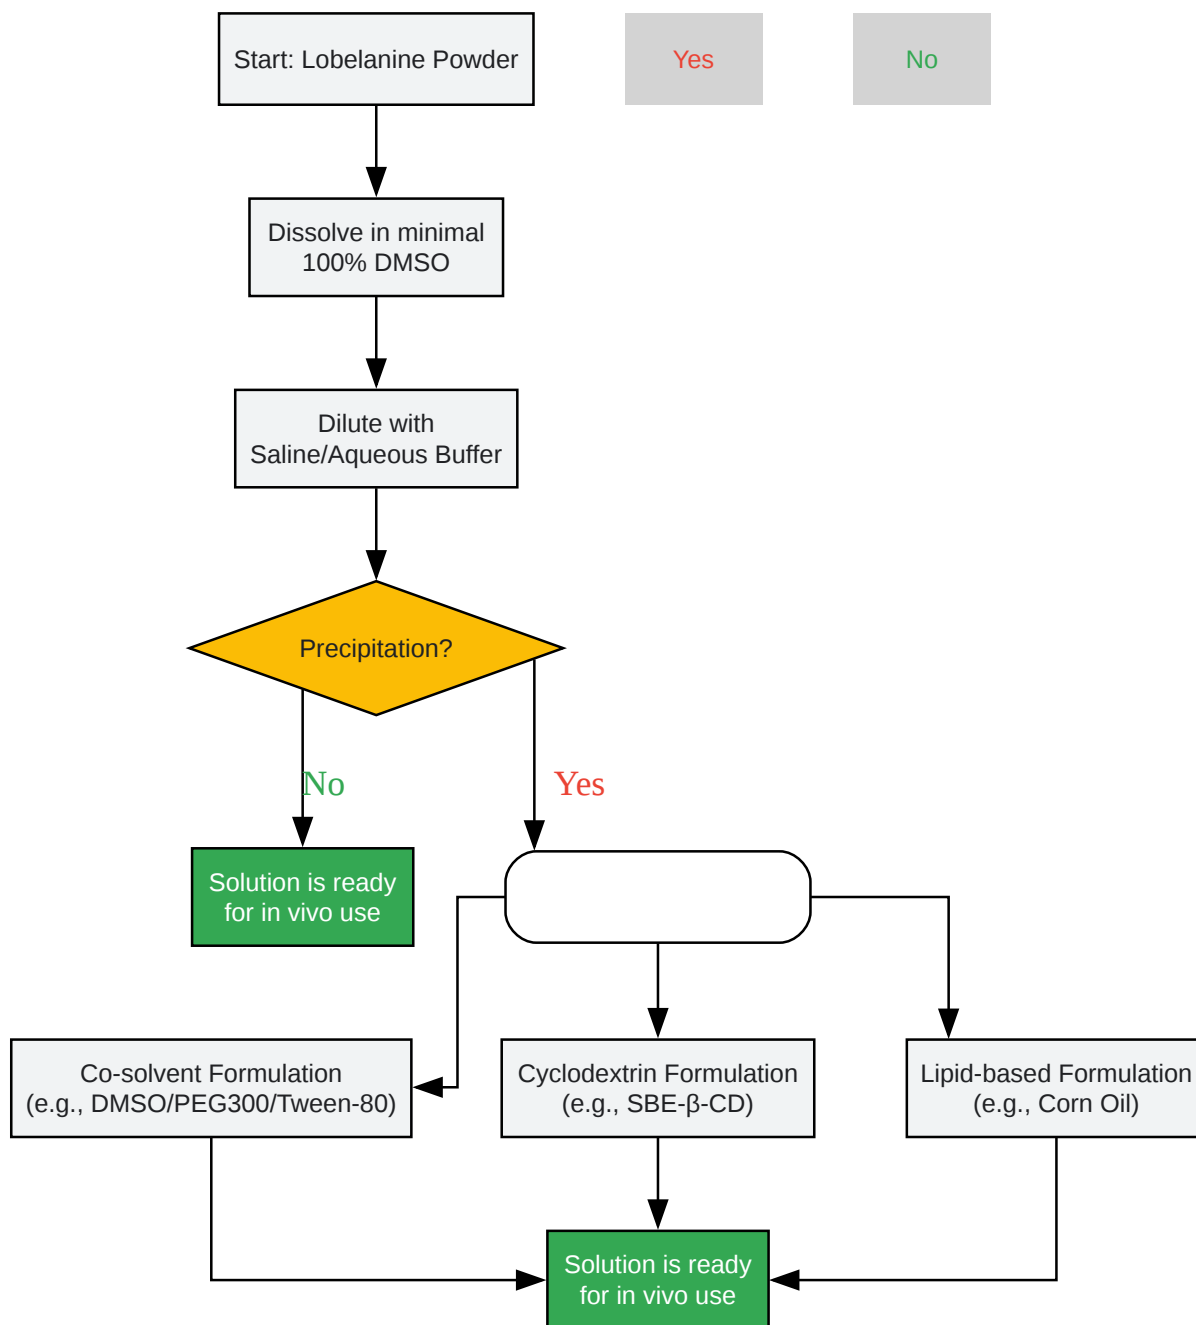 Start: Lobelanine Powder
Yes
No
Dissolve in minimal
100% DMSO
Dilute with
Saline/Aqueous Buffer
Precipitation?
No
Yes
Solution is ready
for in vivo use
Co-solvent Formulation
(e.g., DMSO/PEG300/Tween-80)
Cyclodextrin Formulation
(e.g., SBE-β-CD)
Lipid-based Formulation
(e.g., Corn Oil)
Solution is ready
for in vivo use